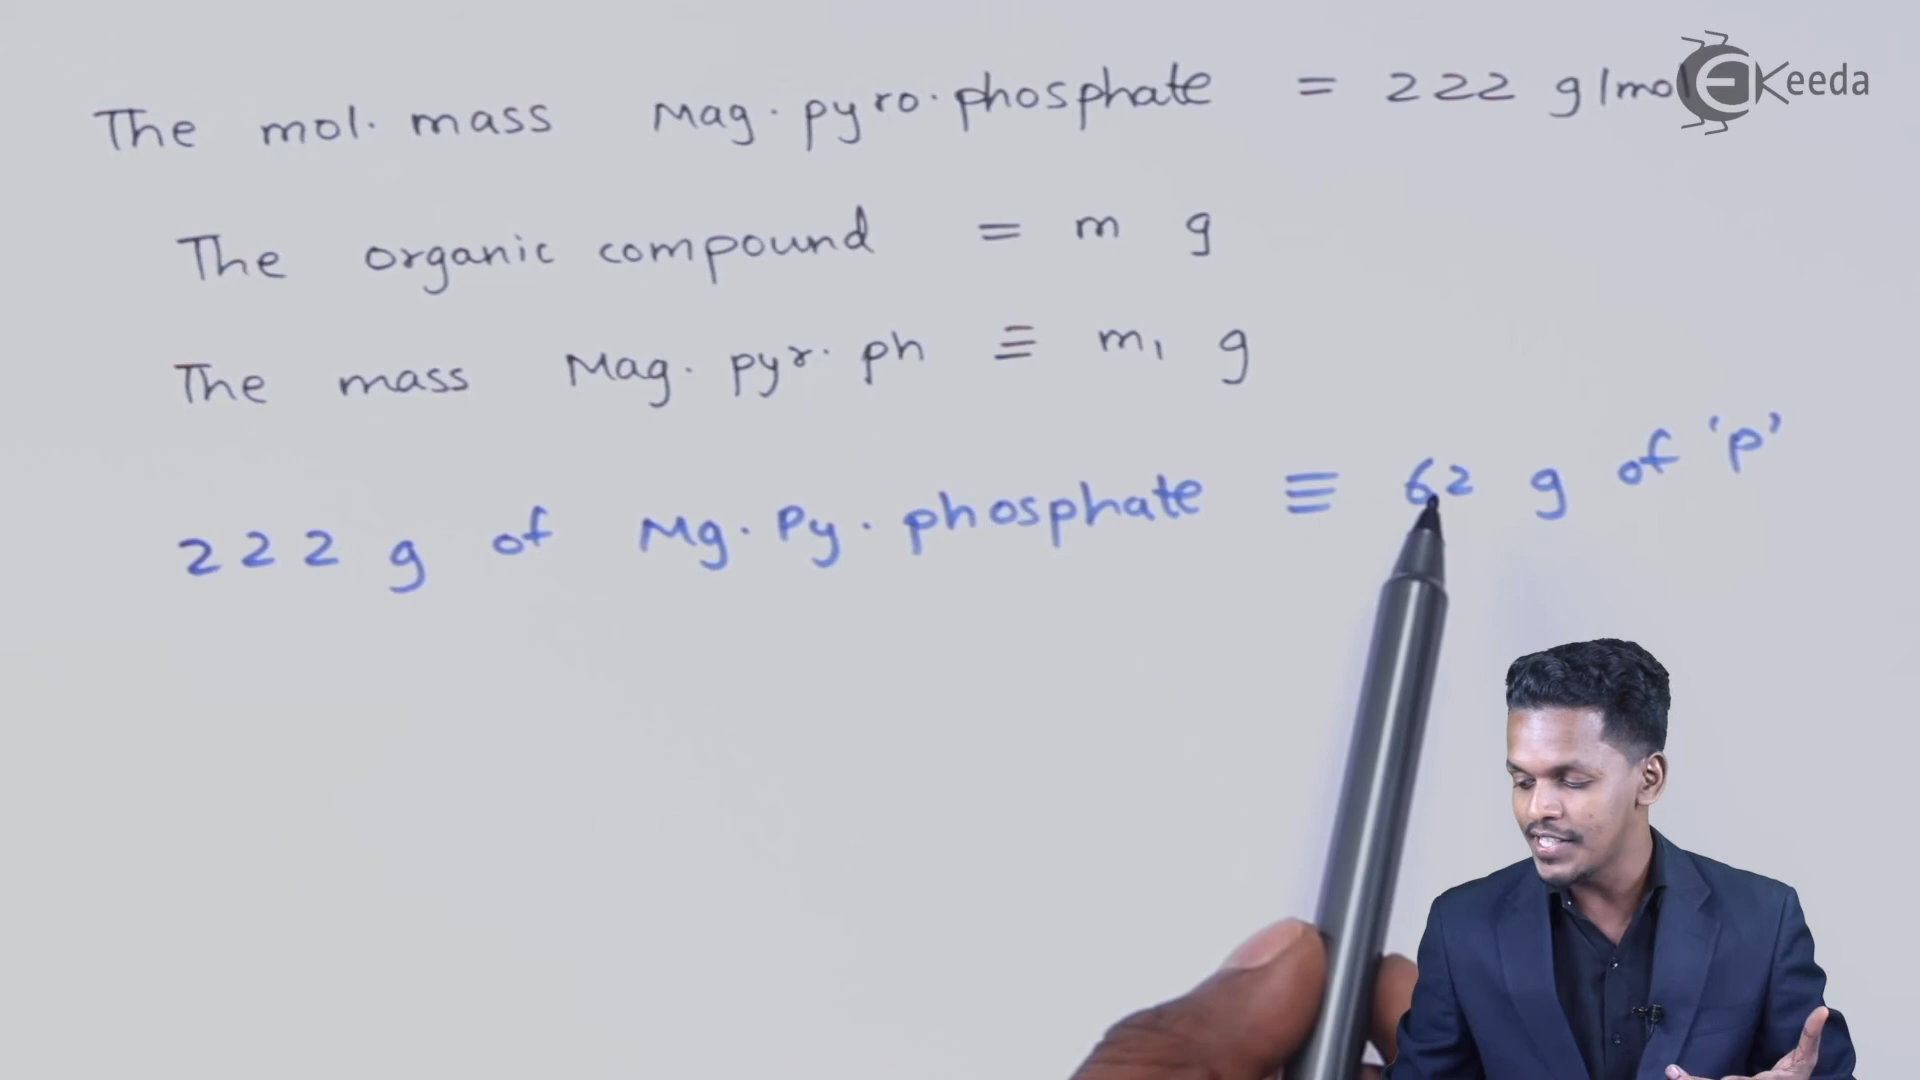 The mol. mass Mag. pyro. phosphate = 222 g/mol
EKeeda
The organic compound = m g
The mass Mag. pyr. ph ≡ m₁ g
222 g of Mg. Py. phosphate ≡ 62 g of 'p'